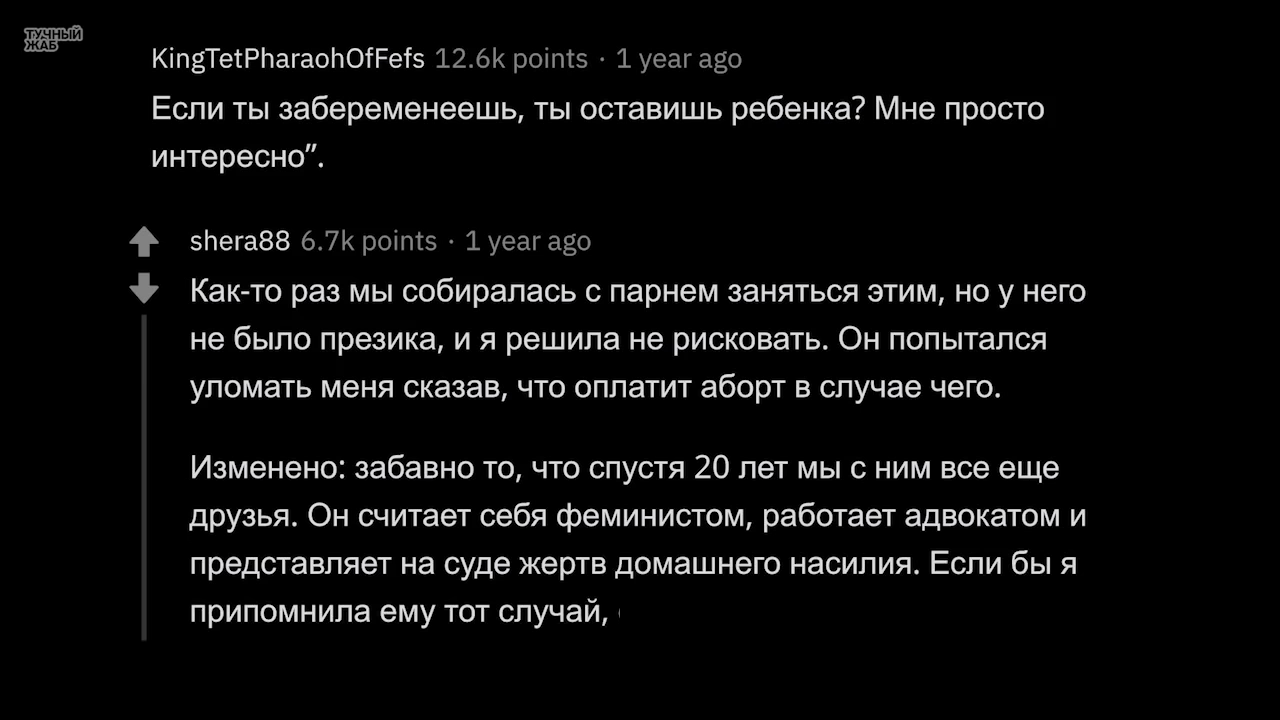 ТУЧНЫЙ
ЖАБ
KingTetPharaohOfFefs 12.6k points · 1 year ago
Если ты забеременеешь, ты оставишь ребенка? Мне просто
интересно”.
shera88 6.7k points · 1 year ago
Как-то раз мы собиралась с парнем заняться этим, но у него
не было презика, и я решила не рисковать. Он попытался
уломать меня сказав, что оплатит аборт в случае чего.
Изменено: забавно то, что спустя 20 лет мы с ним все еще
друзья. Он считает себя феминистом, работает адвокатом и
представляет на суде жертв домашнего насилия. Если бы я
припомнила ему тот случай,